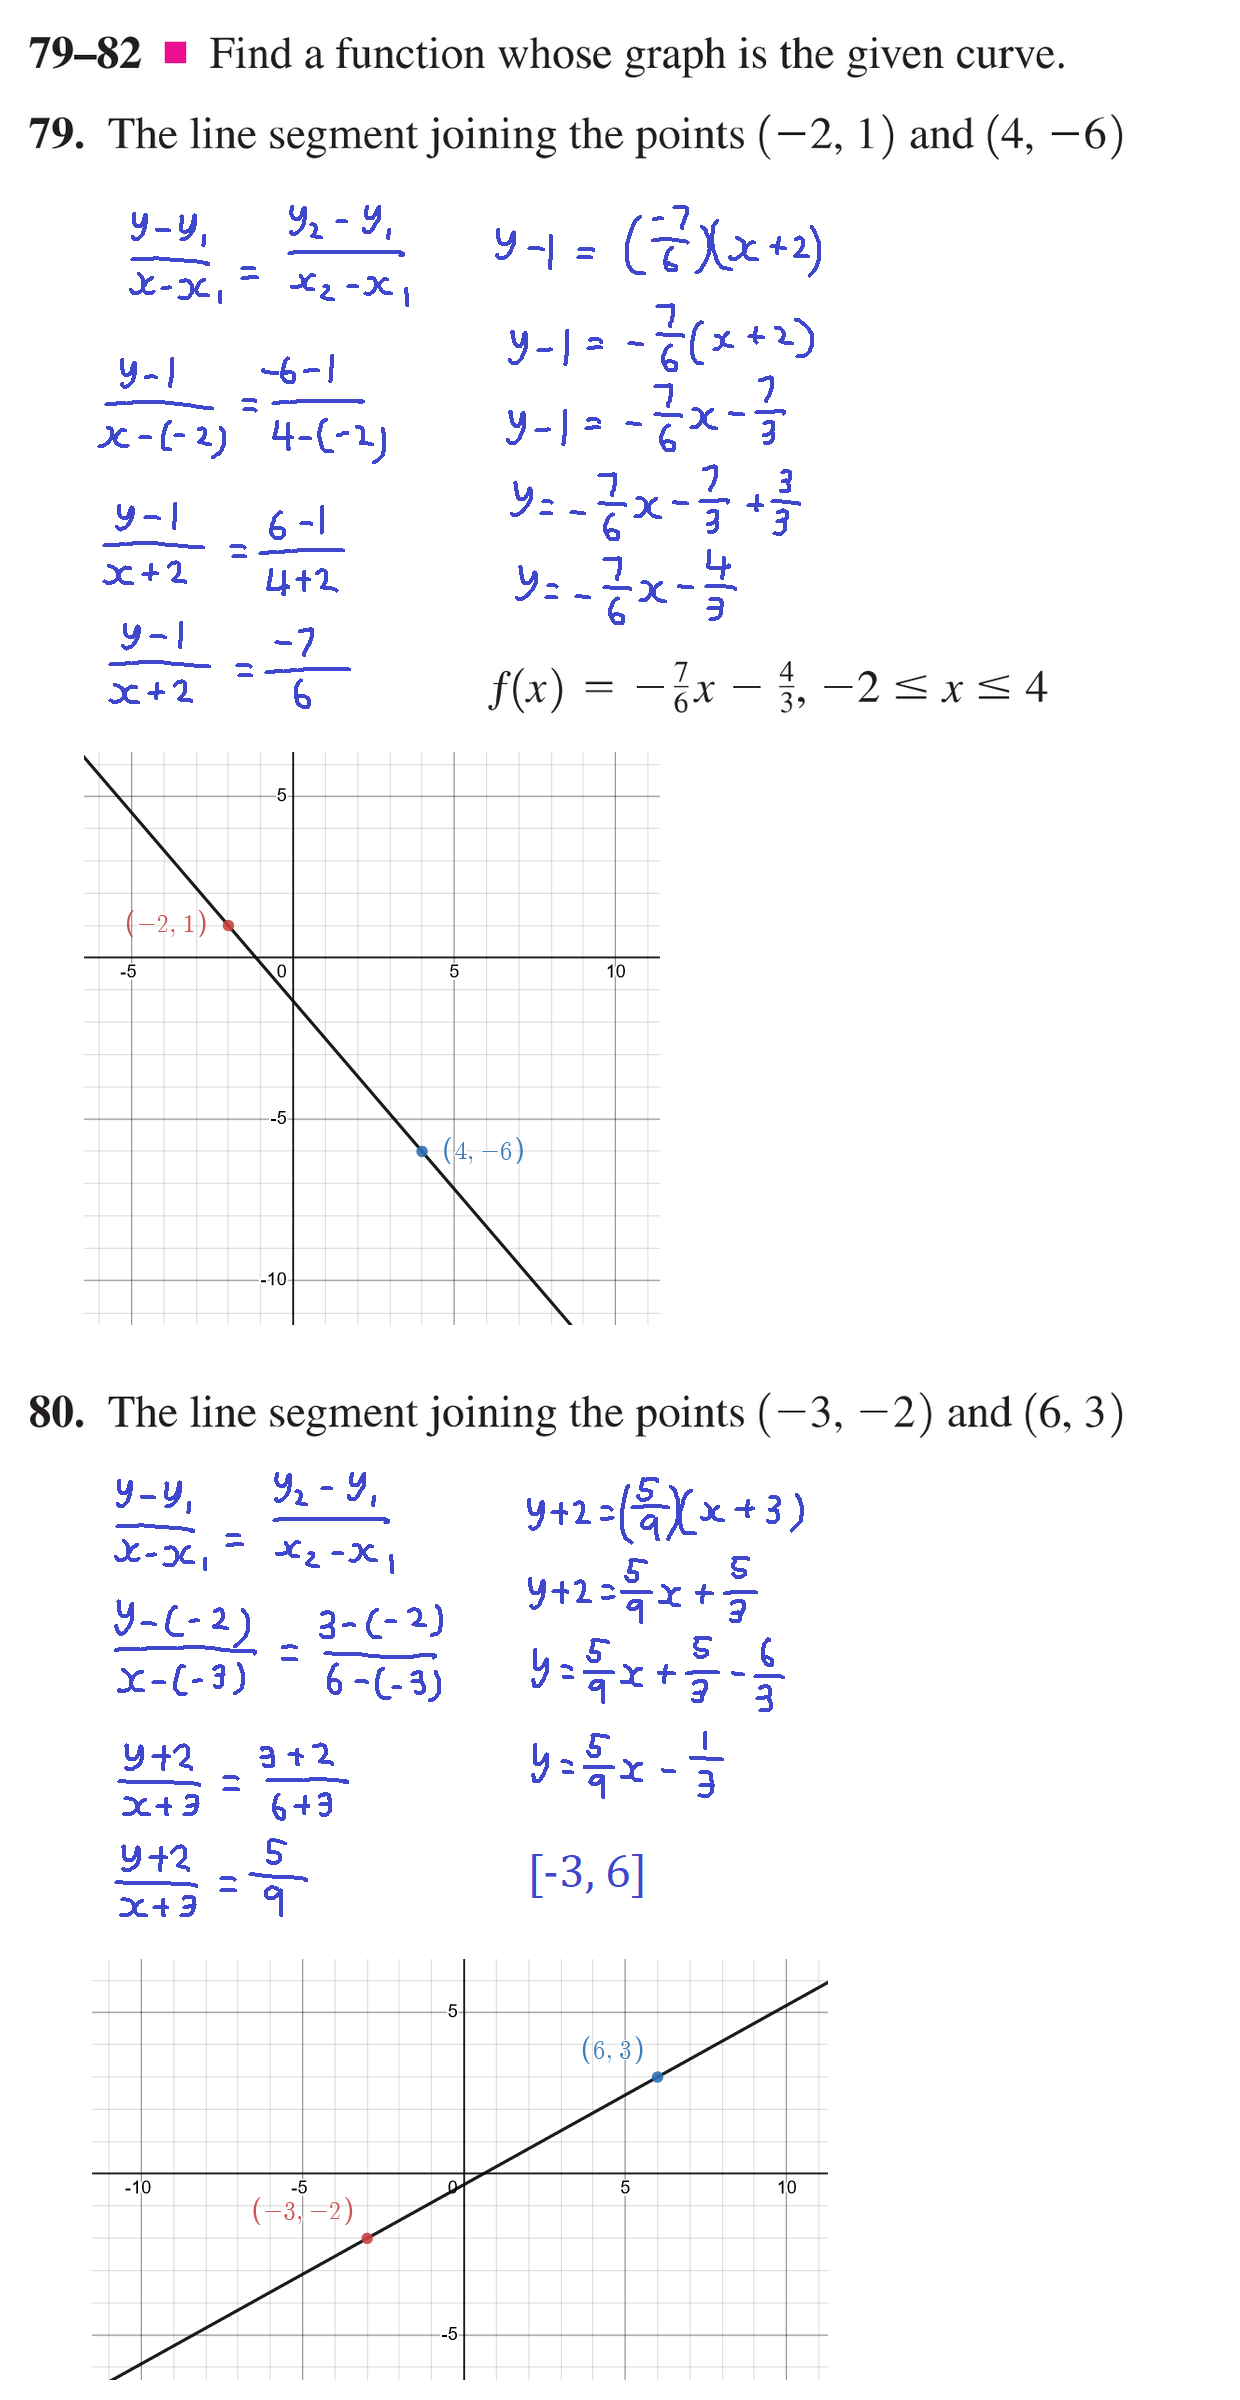 79–82 ■ Find a function whose graph is the given curve.
79. The line segment joining the points (−2, 1) and (4, −6)
(y-y₁)/(x-x₁) = (y₂-y₁)/(x₂-x₁)
(y-1)/(x-(-2)) = (-6-1)/(4-(-2))
(y-1)/(x+2) = (6-1)/(4+2)
(y-1)/(x+2) = -7/6
y-1 = (-7/6)(x+2)
y-1 = -7/6(x+2)
y-1 = -7/6x - 7/3
y = -7/6x - 7/3 + 3/3
y = -7/6x - 4/3
f(x) = −7/6x − 4/3, −2 ≤ x ≤ 4
5
(−2, 1)
-5 0 5 10
-5
(4, −6)
-10
80. The line segment joining the points (−3, −2) and (6, 3)
(y-y₁)/(x-x₁) = (y₂-y₁)/(x₂-x₁)
(y-(-2))/(x-(-3)) = (3-(-2))/(6-(-3))
(y+2)/(x+3) = (3+2)/(6+3)
(y+2)/(x+3) = 5/9
y+2 = (5/9)(x+3)
y+2 = 5/9x + 5/3
y = 5/9x + 5/3 - 6/3
y = 5/9x - 1/3
[-3, 6]
5
(6, 3)
-10 -5 0 5 10
(−3, −2)
-5